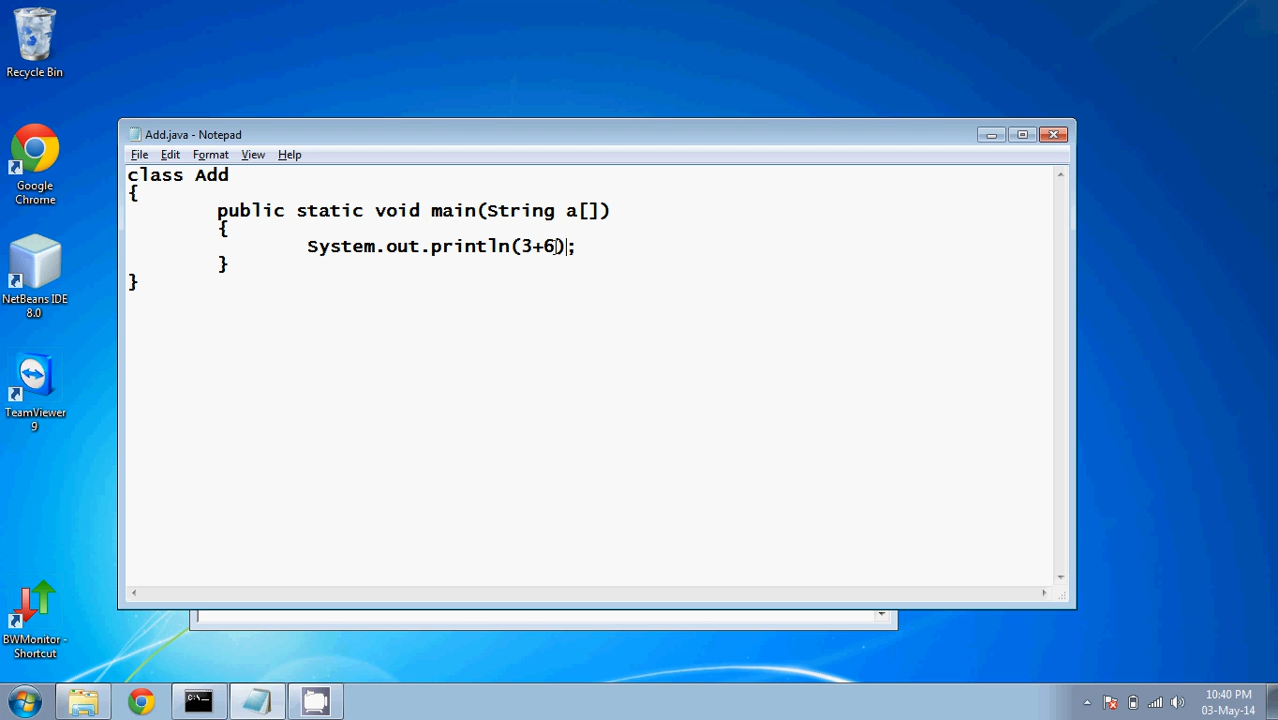 Recycle Bin
Google
Chrome
NetBeans IDE
8.0
TeamViewer
9
BWMonitor -
Shortcut
Add.java - Notepad
File Edit Format View Help
class Add
{
public static void main(String a[])
{
System.out.println(3+6);
}
}
C:\_
10:40 PM
03-May-14